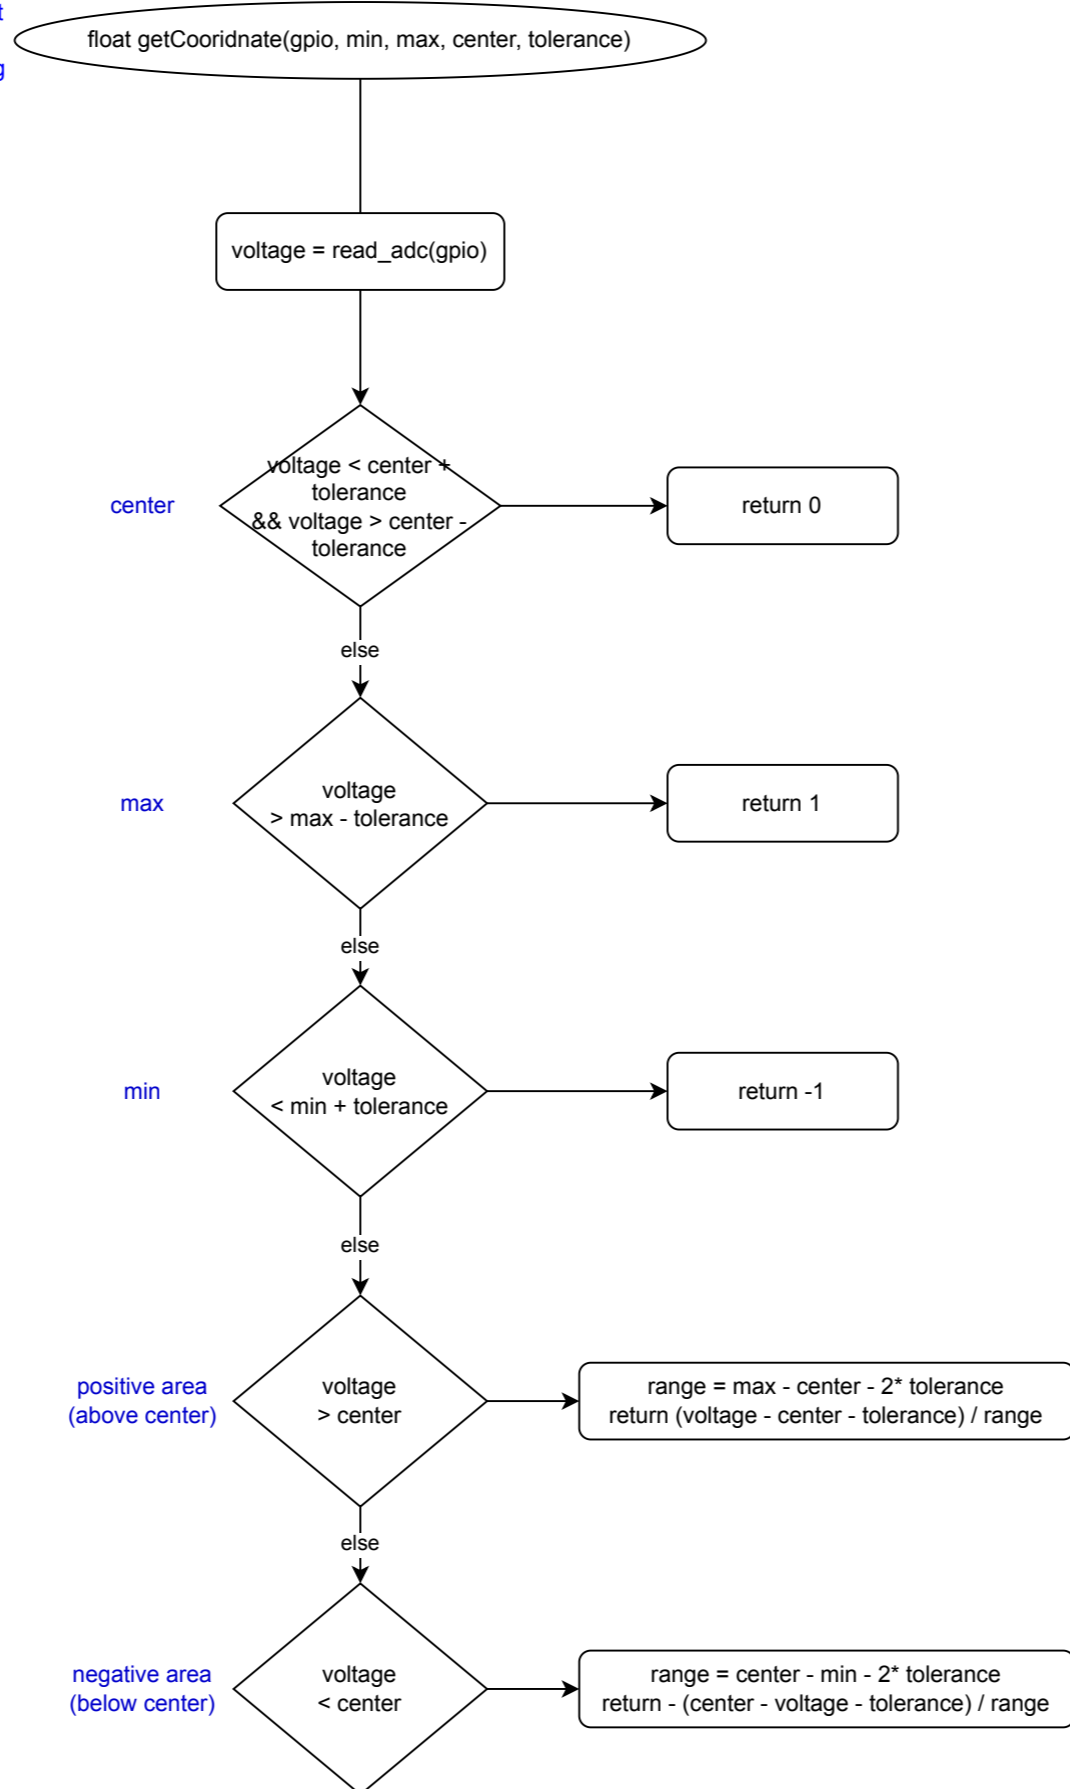 float getCooridnate(gpio, min, max, center, tolerance)
voltage = read_adc(gpio)
center
voltage < center +
tolerance
&& voltage > center -
tolerance
return 0
else
max
voltage
> max - tolerance
return 1
else
min
voltage
< min + tolerance
return -1
else
positive area
(above center)
voltage
> center
range = max - center - 2* tolerance
return (voltage - center - tolerance) / range
else
negative area
(below center)
voltage
< center
range = center - min - 2* tolerance
return - (center - voltage - tolerance) / range